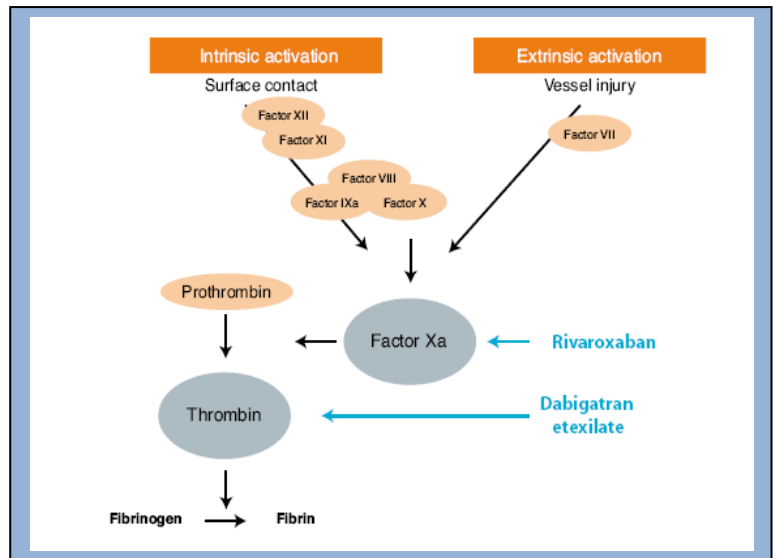 Intrinsic activation
Extrinsic activation
Surface contact
Vessel injury
Factor XII
Factor XI
Factor VII
Factor VIII
Factor IXa
Factor X
Prothrombin
Factor Xa
Rivaroxaban
Thrombin
Dabigatran
etexilate
Fibrinogen
Fibrin